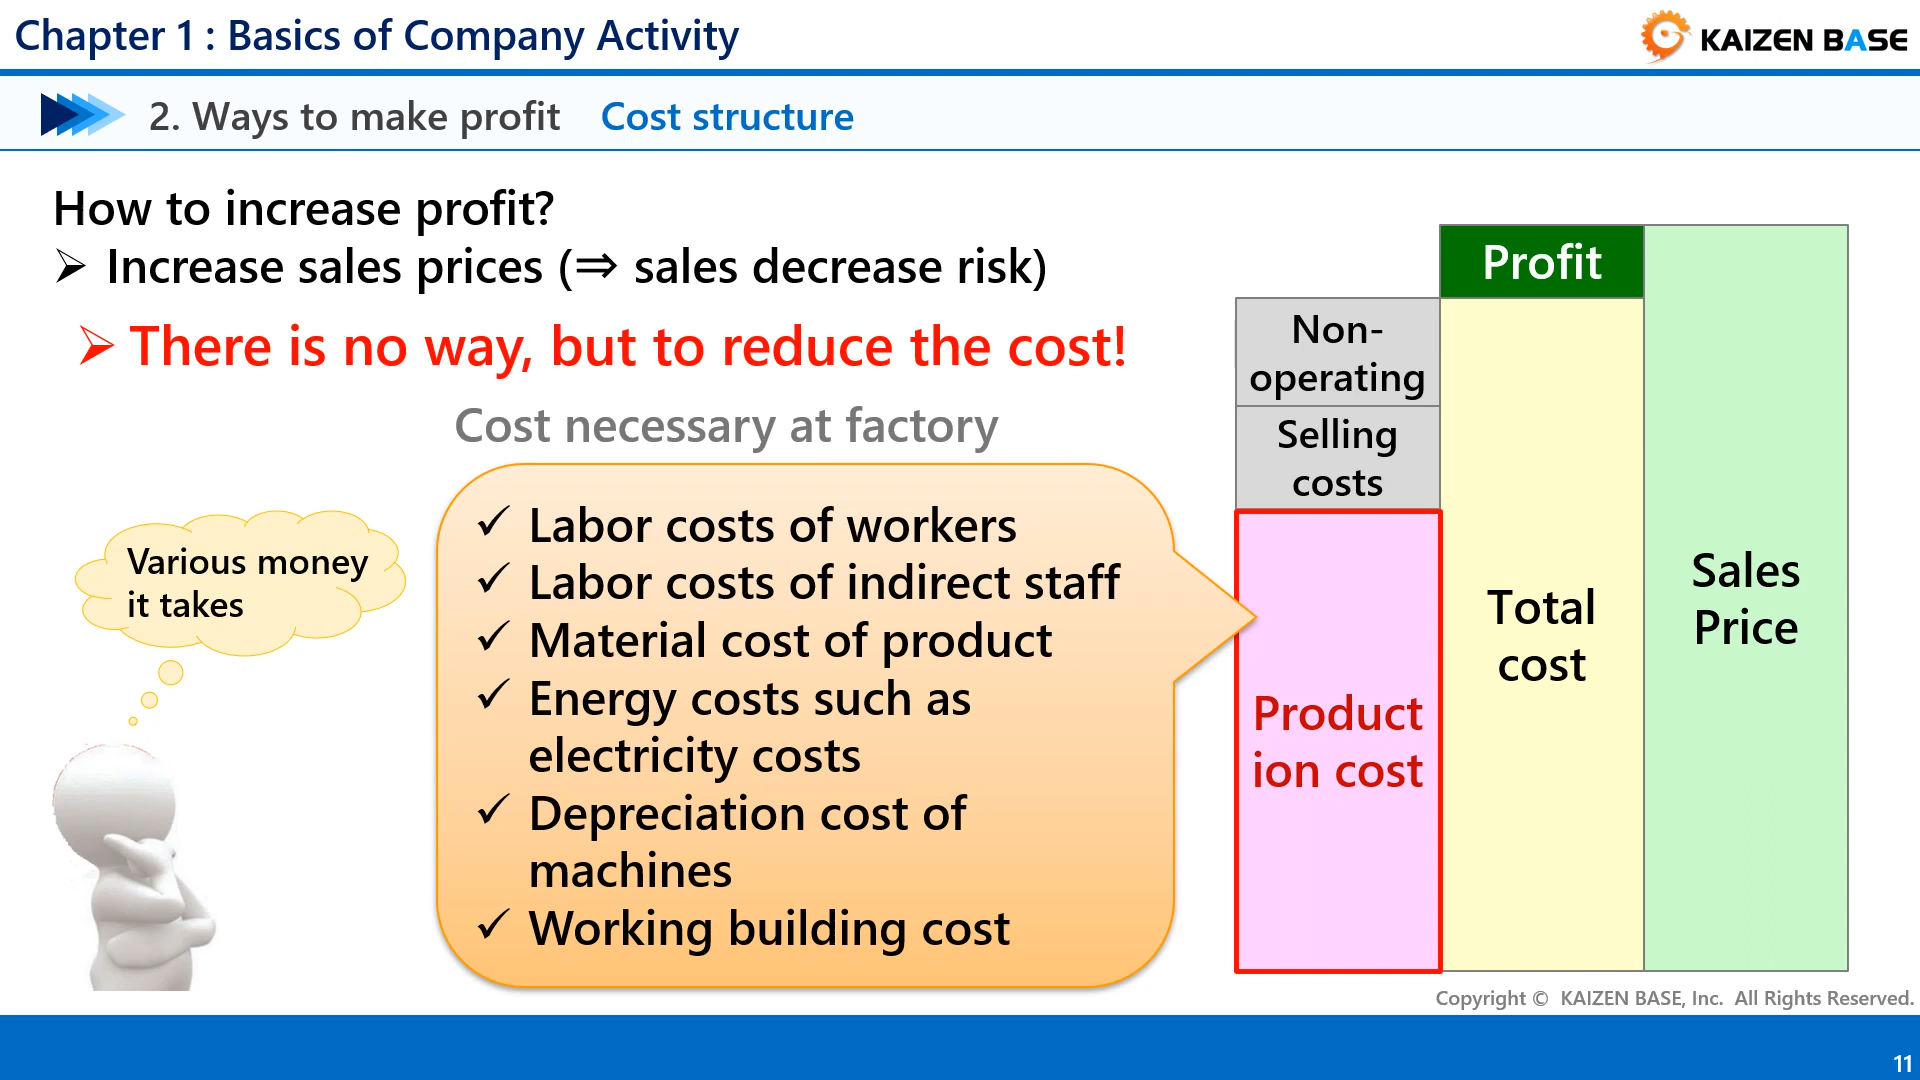 Chapter 1 : Basics of Company Activity
KAIZEN BASE
2. Ways to make profit Cost structure
How to increase profit?
➢ Increase sales prices (⇒ sales decrease risk)
➢ There is no way, but to reduce the cost!
Cost necessary at factory
Various money
it takes
✓ Labor costs of workers
✓ Labor costs of indirect staff
✓ Material cost of product
✓ Energy costs such as
electricity costs
✓ Depreciation cost of
machines
✓ Working building cost
Non-
operating
Selling
costs
Product
ion cost
Profit
Total
cost
Sales
Price
Copyright © KAIZEN BASE, Inc. All Rights Reserved.
11